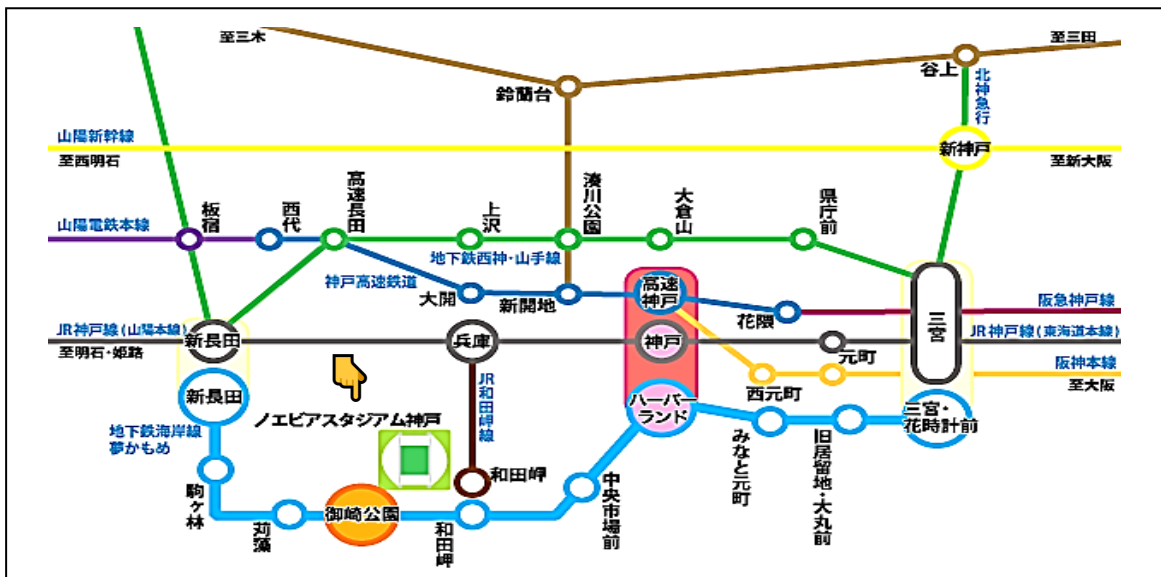 至三木
至三田
谷上
鈴蘭台
北神急行
山陽新幹線
至西明石
新神戸
至新大阪
板宿
西代
高速長田
上沢
湊川公園
大倉山
県庁前
山陽電鉄本線
地下鉄西神・山手線
神戸高速鉄道
大開
新開地
高速
神戸
花隈
三宮
阪急神戸線
JR神戸線(山陽本線)
至明石・姫路
新長田
兵庫
神戸
元町
JR神戸線(東海道本線)
阪神本線
至大阪
西元町
新長田
ノエビアスタジアム神戸
JR和田岬線
ハーバー
ランド
三宮・
花時計前
地下鉄海岸線
夢かもめ
みなと元町
旧居留地・大丸前
駒ヶ林
和田岬
中央市場前
苅藻
御崎公園
和田岬